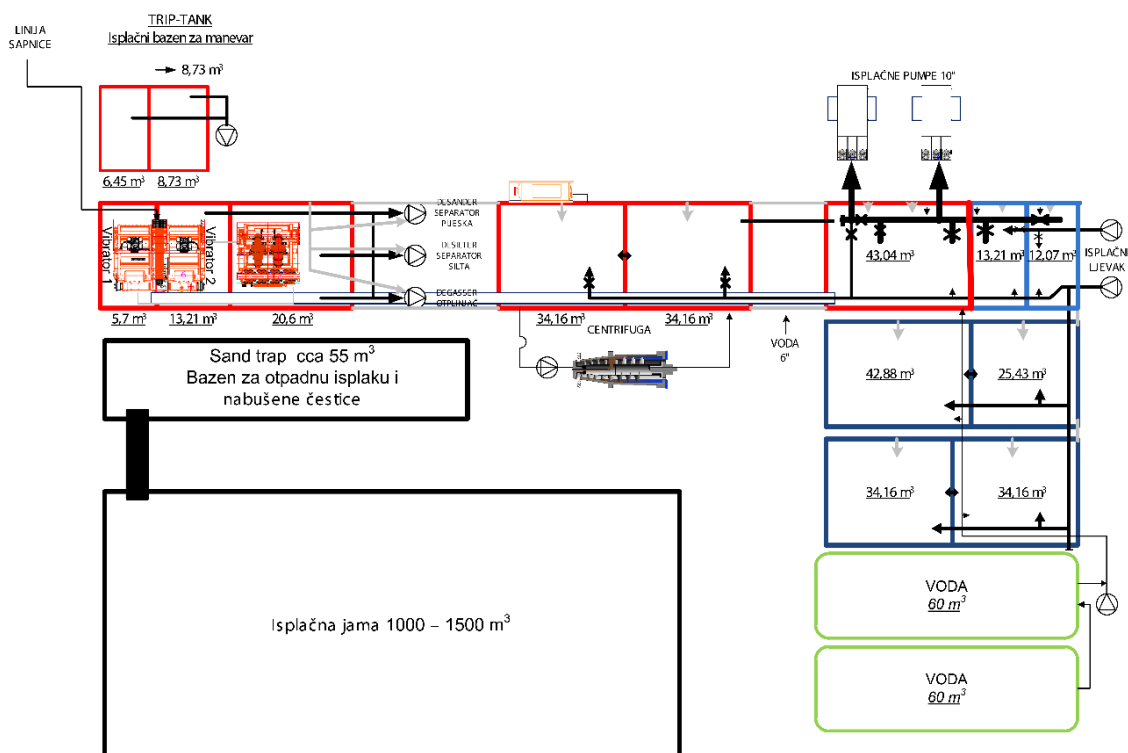 LINIJA
SAPNICE
TRIP-TANK
Isplačni bazen za manevar
8,73 m³
6,45 m³
8,73 m³
ISPLAČNE PUMPE 10"
Vibrator 1
Vibrator 2
DESANDER
SEPARATOR
PIJESKA
DESILTER
SEPARATOR
SILTA
DEGASSER
OTPLINJAČ
43,04 m³
13,21 m³
12,07 m³
ISPLAČNI
LJEVAK
5,7 m³
13,21 m³
20,6 m³
34,16 m³
34,16 m³
CENTRIFUGA
VODA
6"
Sand trap cca 55 m³
Bazen za otpadnu isplaku i
nabušene čestice
42,88 m³
25,43 m³
34,16 m³
34,16 m³
Isplačna jama 1000 – 1500 m³
VODA
60 m³
VODA
60 m³